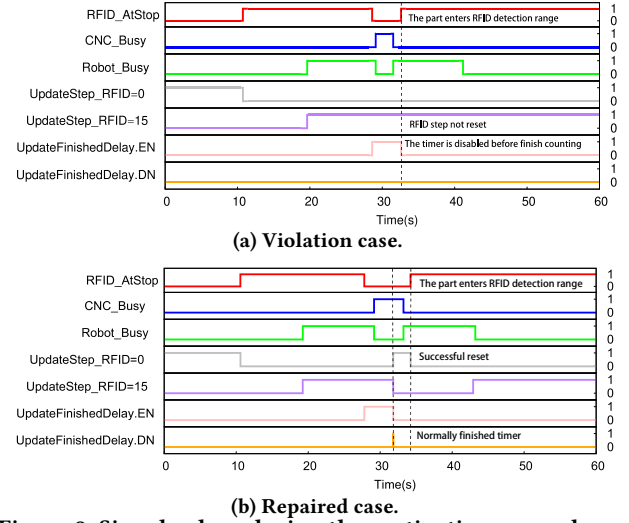 RFID_AtStop
The part enters RFID detection range
1
0
CNC_Busy
1
0
Robot_Busy
1
0
UpdateStep_RFID=0
1
0
UpdateStep_RFID=15
RFID step not reset
1
0
UpdateFinishedDelay.EN
The timer is disabled before finish counting
1
0
UpdateFinishedDelay.DN
1
0
0 10 20 30 40 50 60
Time(s)
(a) Violation case.
RFID_AtStop
The part enters RFID detection range
1
0
CNC_Busy
1
0
Robot_Busy
1
0
UpdateStep_RFID=0
Successful reset
1
0
UpdateStep_RFID=15
1
0
UpdateFinishedDelay.EN
1
0
UpdateFinishedDelay.DN
Normally finished timer
1
0
0 10 20 30 40 50 60
Time(s)
(b) Repaired case.